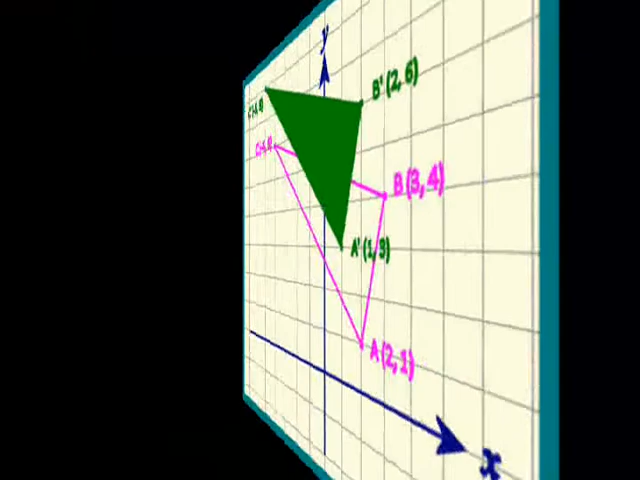 y
B' (2, 6)
B (3, 4)
A' (1, 3)
A (2, 1)
x